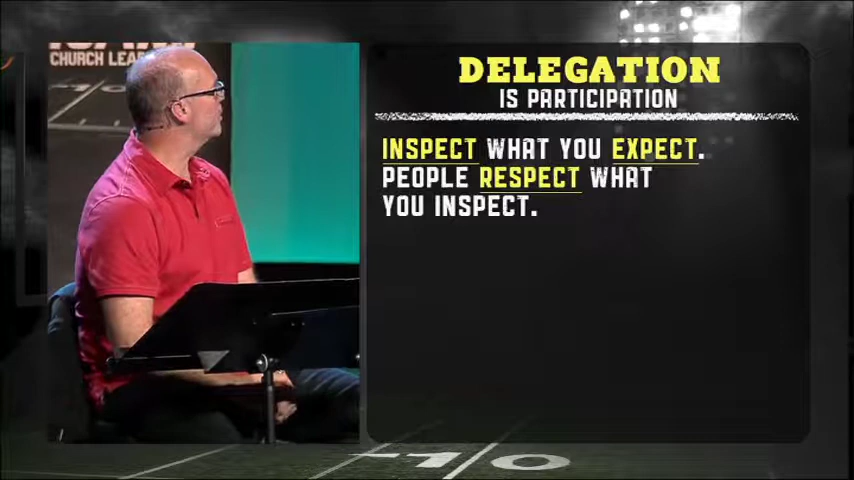 CHURCH LEA
DELEGATION
IS PARTICIPATION
INSPECT WHAT YOU EXPECT.
PEOPLE RESPECT WHAT
YOU INSPECT.
10